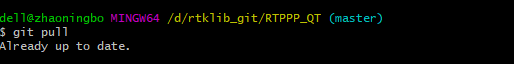 dell@zhaoningbo MINGW64 /d/rtklib_git/RTPPP_QT (master)
$ git pull
Already up to date.